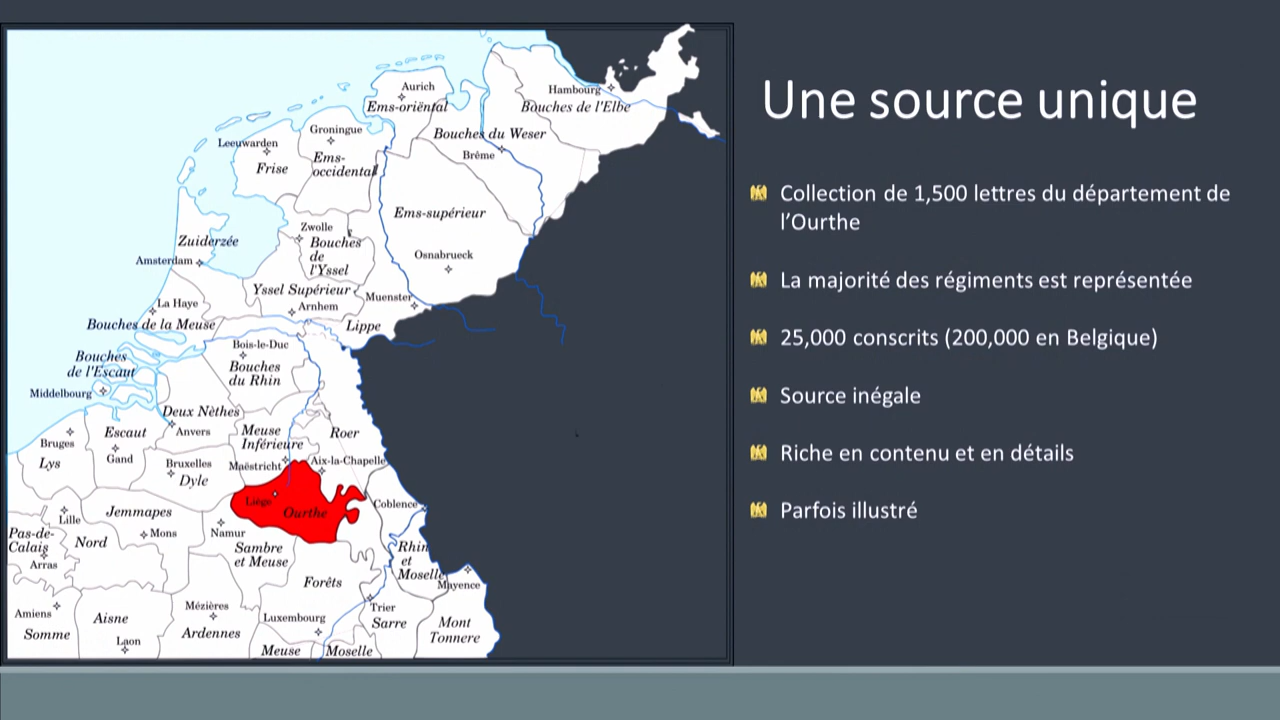 Une source unique
Collection de 1,500 lettres du département de
l’Ourthe
La majorité des régiments est représentée
25,000 conscrits (200,000 en Belgique)
Source inégale
Riche en contenu et en détails
Parfois illustré
Hambourg
Bouches de l'Elbe
Aurich
Ems-oriëntal
Bouches du Weser
Brême
Groningue
Leeuwarden
Frise
Ems-
occidental
Ems-supérieur
Osnabrueck
Zwolle
Bouches
de
l'Yssel
Zuiderzée
Amsterdam
Yssel Supérieur
Arnhem
Muenster
Lippe
La Haye
Bouches de la Meuse
Bouches
de l'Escaut
Middelbourg
Bois-le-Duc
Bouches
du Rhin
Deux Nèthes
Anvers
Meuse
Inférieure
Roer
Bruges
Lys
Escaut
Gand
Bruxelles
Dyle
Maëstricht
Aix-la-Chapelle
Liège
Ourthe
Coblence
Jemmapes
Mons
Lille
Nord
Pas-de-
Calais
Arras
Namur
Sambre
et Meuse
Rhin
et
Moselle
Mayence
Forêts
Luxembourg
Trier
Sarre
Mont
Tonnere
Mézières
Ardennes
Amiens
Somme
Aisne
Laon
Meuse
Moselle